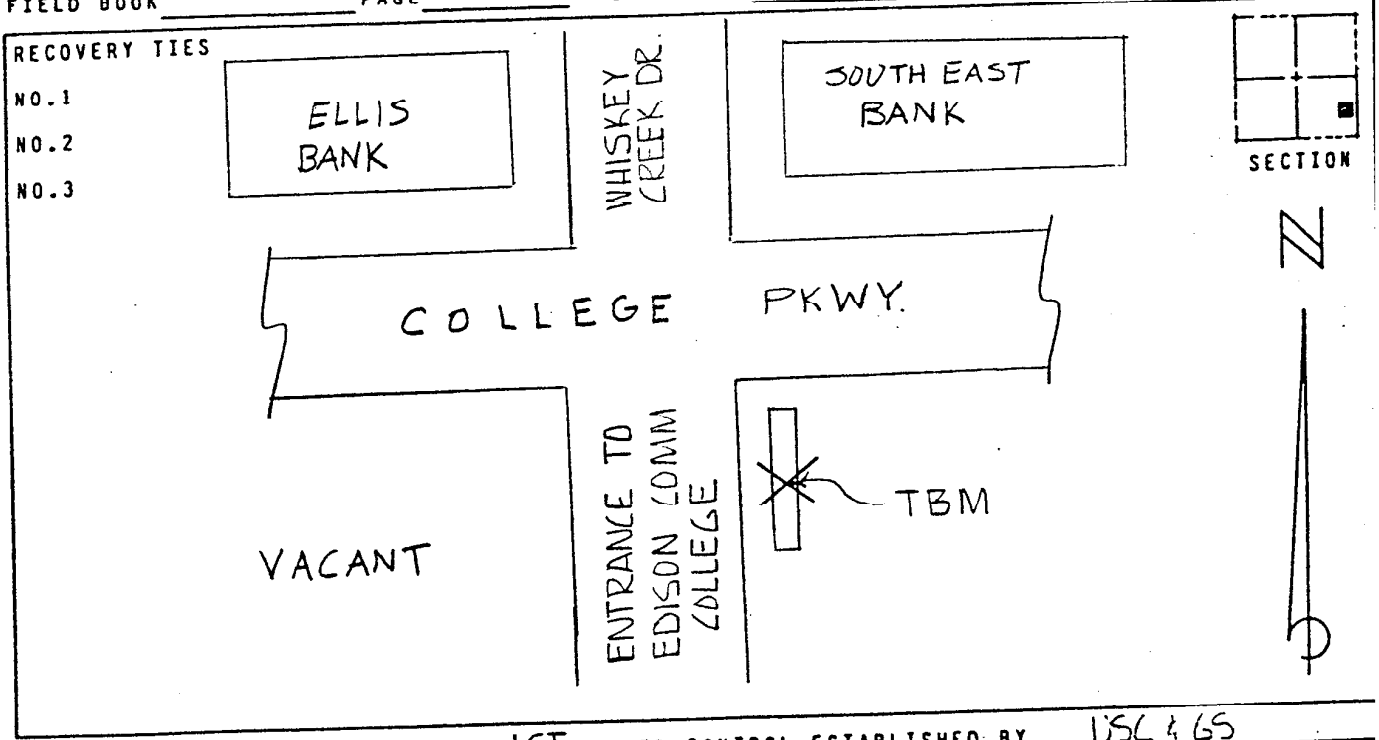 FIELD BOOK PAGE
RECOVERY TIES
NO.1
NO.2
NO.3
ELLIS
BANK
WHISKEY
CREEK DR.
SOUTH EAST
BANK
SECTION
N
COLLEGE PKWY.
VACANT
ENTRANCE TO
EDISON COMM
COLLEGE
TBM
CONTROL ESTABLISHED BY USC & GS